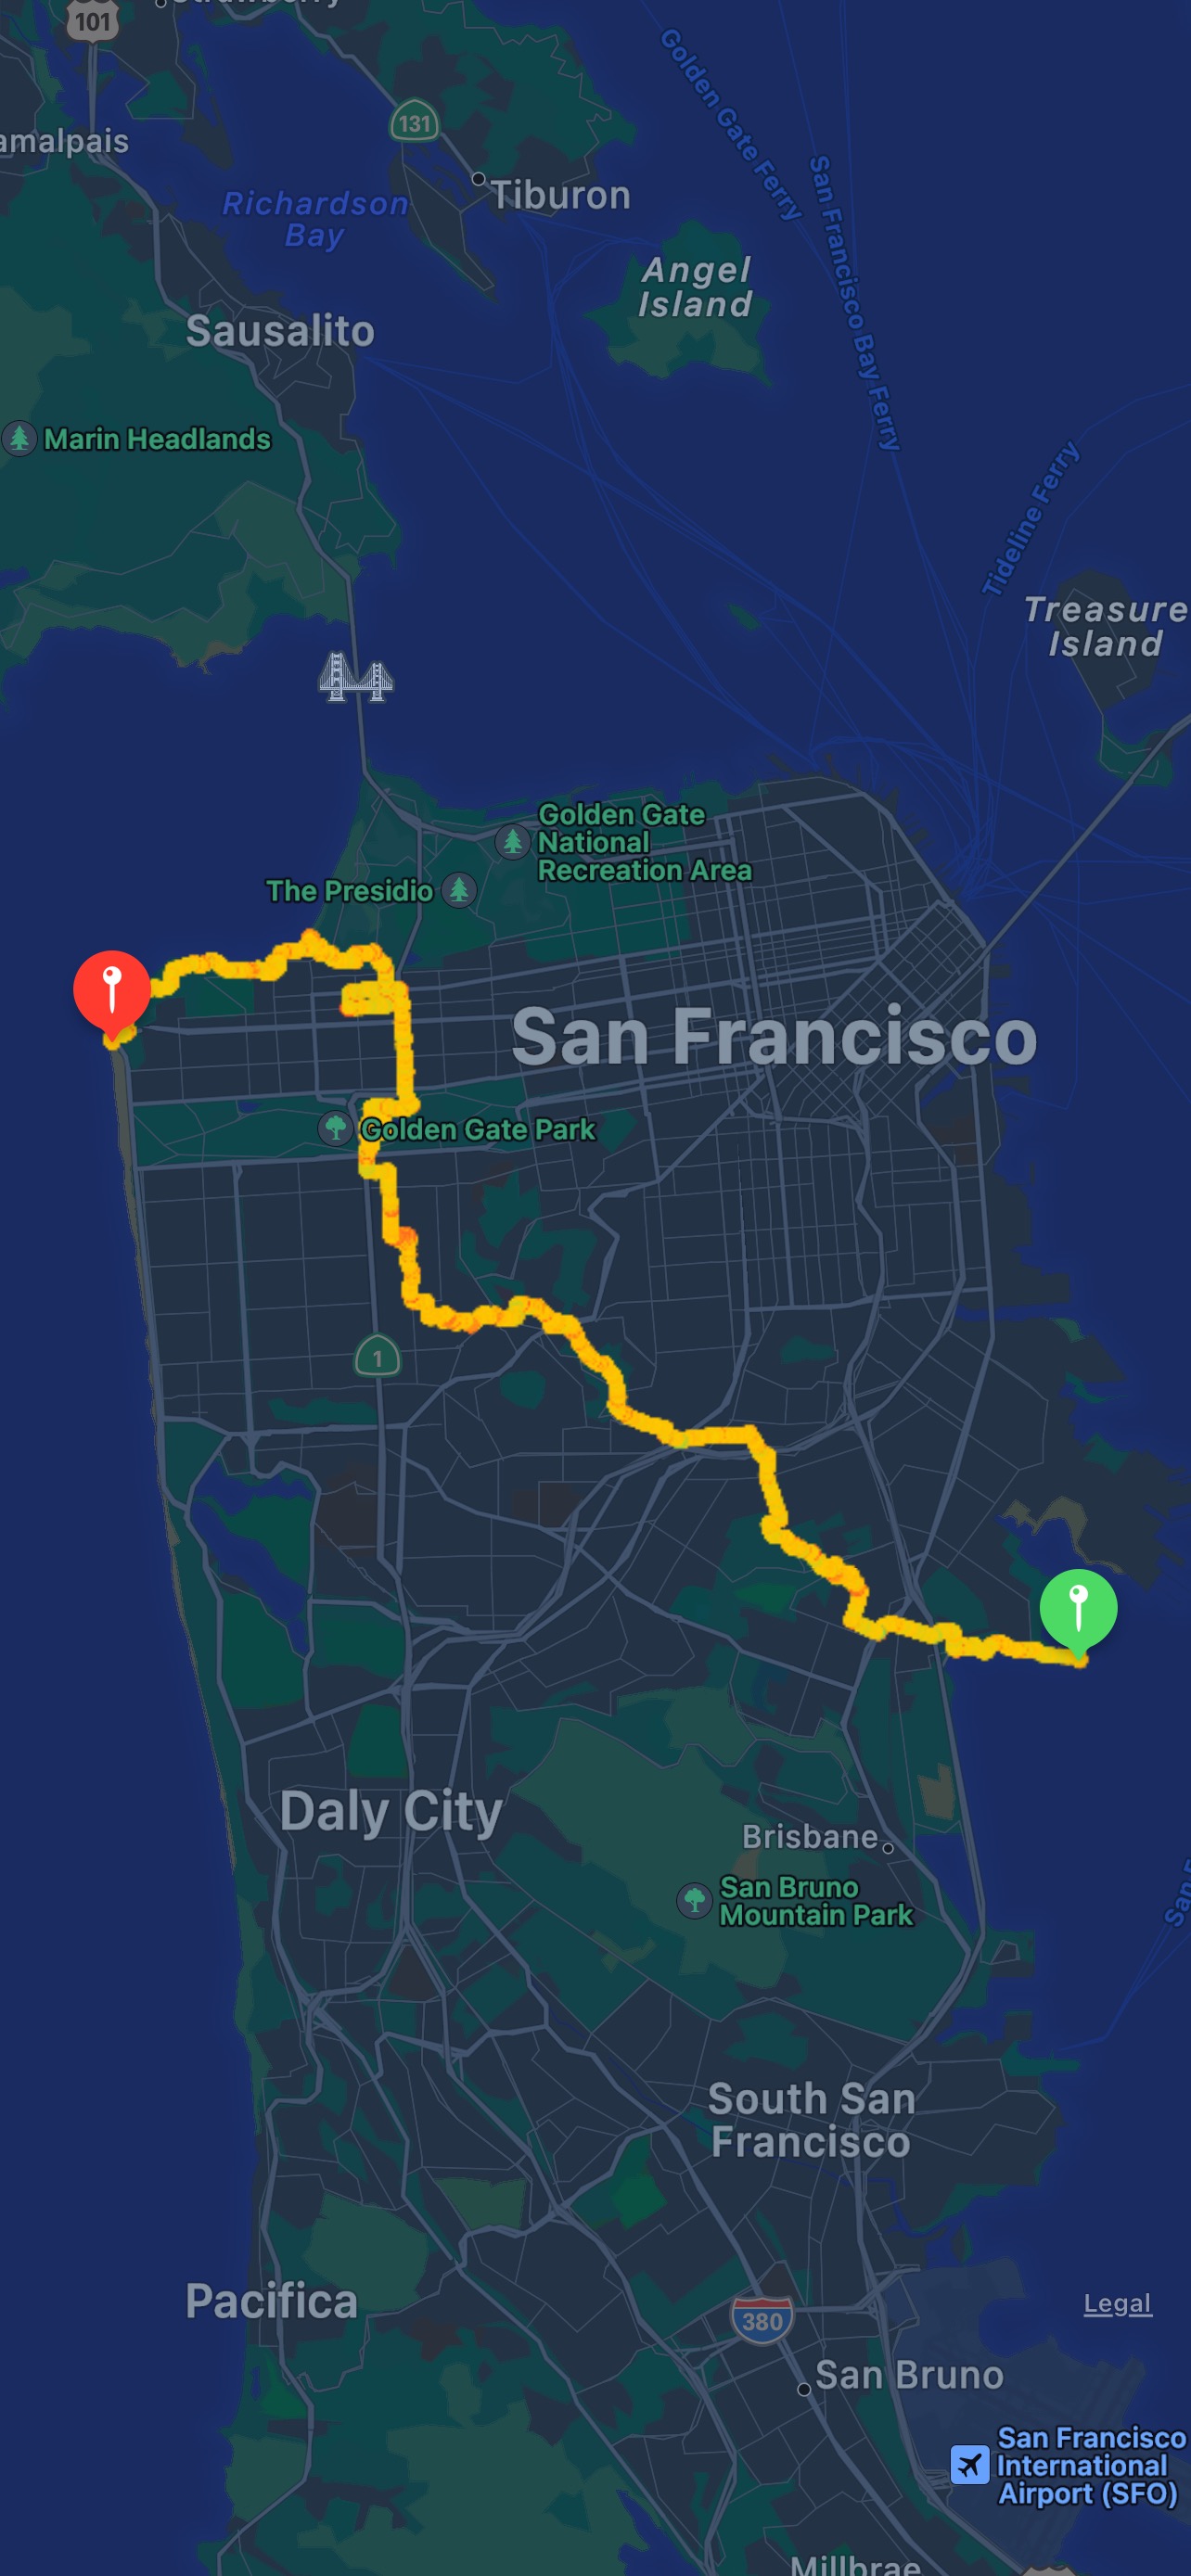 101
131
Tiburon
Richardson
Bay
Golden Gate Ferry
San Francisco Bay Ferry
Angel
Island
Sausalito
Marin Headlands
Tideline Ferry
Treasure
Island
Golden Gate
National
Recreation Area
The Presidio
San Francisco
Golden Gate Park
1
Daly City
Brisbane
San Bruno
Mountain Park
South San
Francisco
Pacifica
Legal
380
San Bruno
San Francisco
International
Airport (SFO)